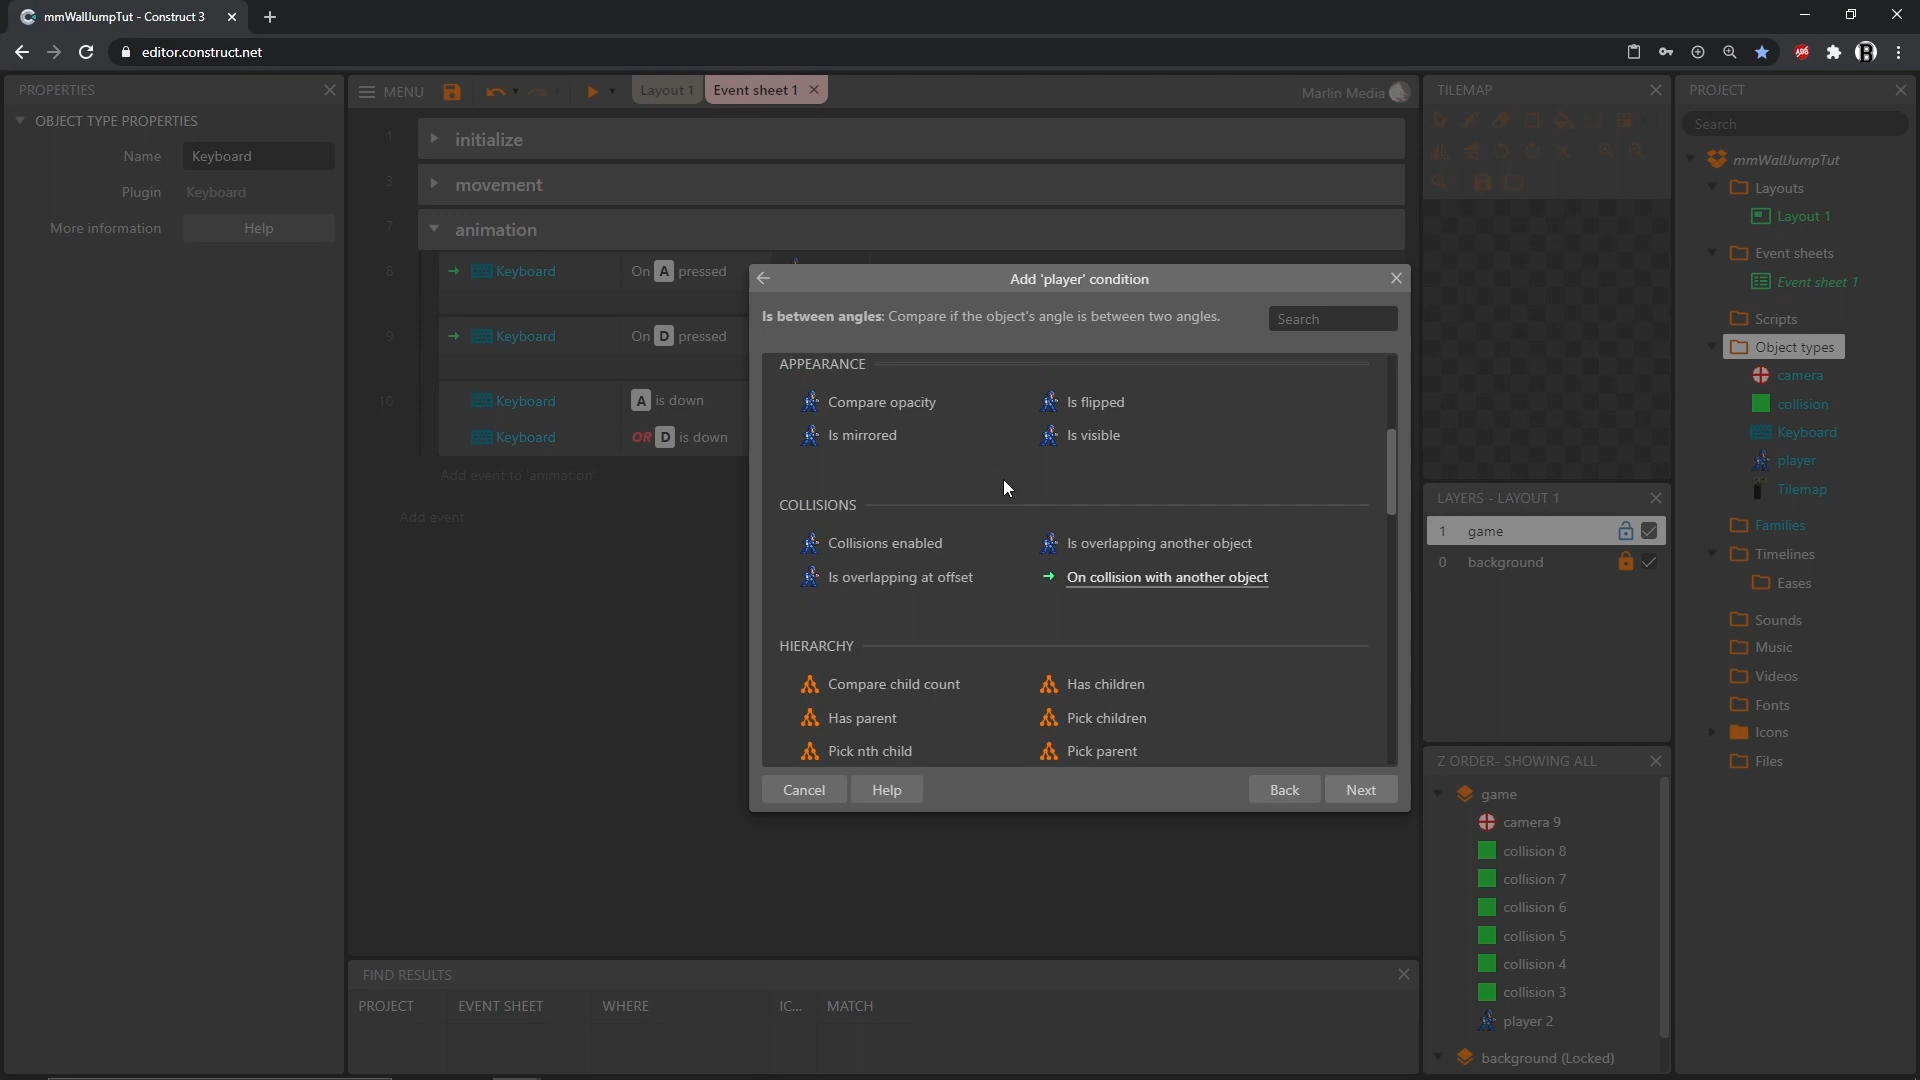 mmWallJumpTut - Construct 3
editor.construct.net
PROPERTIES
OBJECT TYPE PROPERTIES
Name Keyboard
Plugin Keyboard
More information Help
MENU
Layout 1
Event sheet 1
Marlin Media
1 initialize
3 movement
7 animation
8 Keyboard On A pressed
9 Keyboard On D pressed
10 Keyboard A is down
Keyboard OR D is down
Add event to 'animation'
Add event
Add 'player' condition
Is between angles: Compare if the object's angle is between two angles.
Search
APPEARANCE
Compare opacity Is flipped
Is mirrored Is visible
COLLISIONS
Collisions enabled Is overlapping another object
Is overlapping at offset On collision with another object
HIERARCHY
Compare child count Has children
Has parent Pick children
Pick nth child Pick parent
Cancel Help Back Next
FIND RESULTS
PROJECT EVENT SHEET WHERE IC... MATCH
TILEMAP
LAYERS - LAYOUT 1
1 game
0 background
Z ORDER- SHOWING ALL
game
camera 9
collision 8
collision 7
collision 6
collision 5
collision 4
collision 3
player 2
background (Locked)
PROJECT
Search
mmWallJumpTut
Layouts
Layout 1
Event sheets
Event sheet 1
Scripts
Object types
camera
collision
Keyboard
player
Tilemap
Families
Timelines
Eases
Sounds
Music
Videos
Fonts
Icons
Files